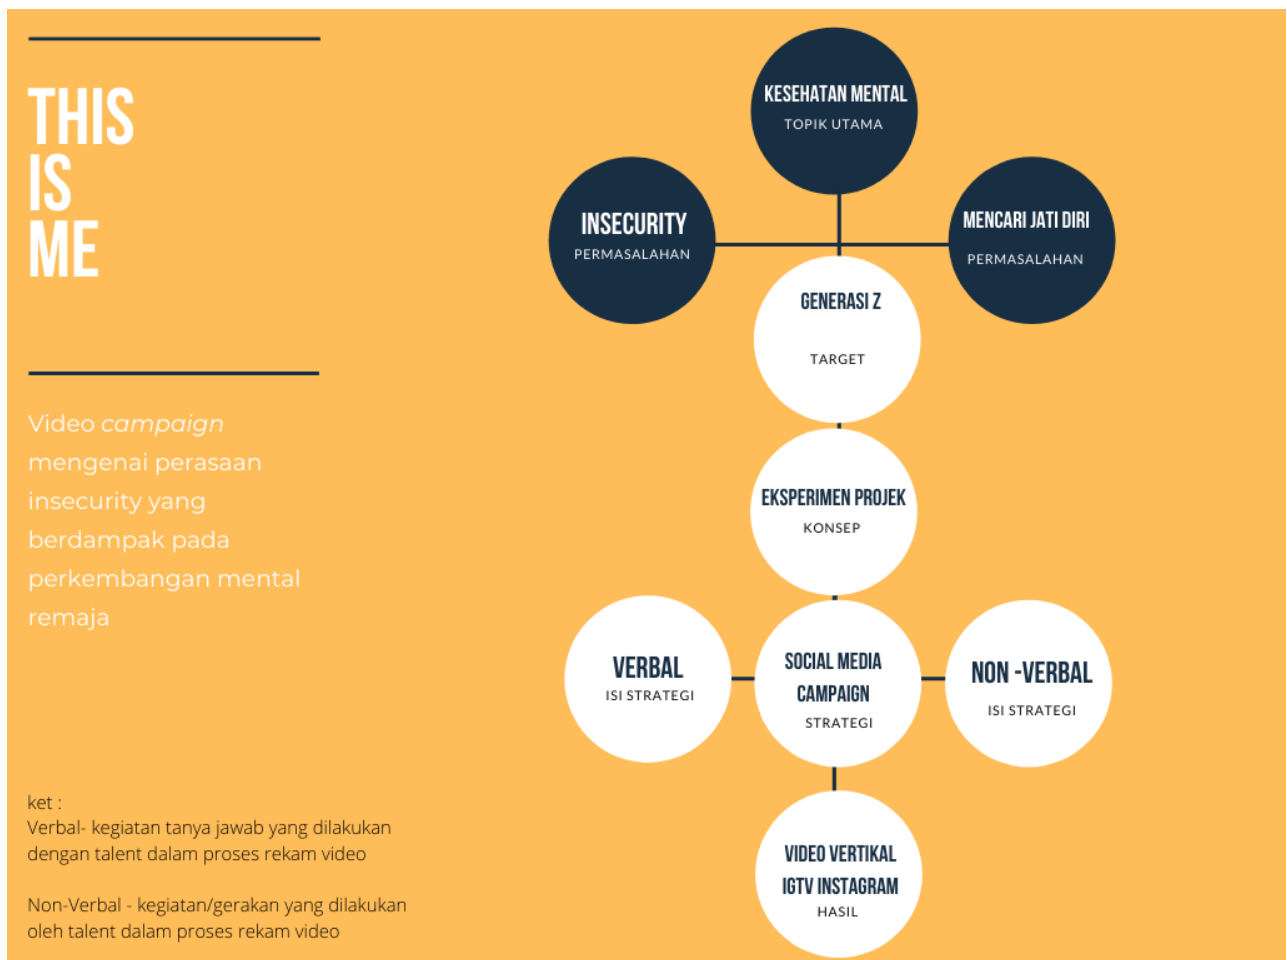 THIS
IS
ME
Video campaign
mengenai perasaan
insecurity yang
berdampak pada
perkembangan mental
remaja
ket :
Verbal- kegiatan tanya jawab yang dilakukan
dengan talent dalam proses rekam video
Non-Verbal - kegiatan/gerakan yang dilakukan
oleh talent dalam proses rekam video
KESEHATAN MENTAL
TOPIK UTAMA
INSECURITY
PERMASALAHAN
MENCARI JATI DIRI
PERMASALAHAN
GENERASI Z
TARGET
EKSPERIMEN PROJEK
KONSEP
VERBAL
ISI STRATEGI
SOCIAL MEDIA
CAMPAIGN
STRATEGI
NON -VERBAL
ISI STRATEGI
VIDEO VERTIKAL
IGTV INSTAGRAM
HASIL